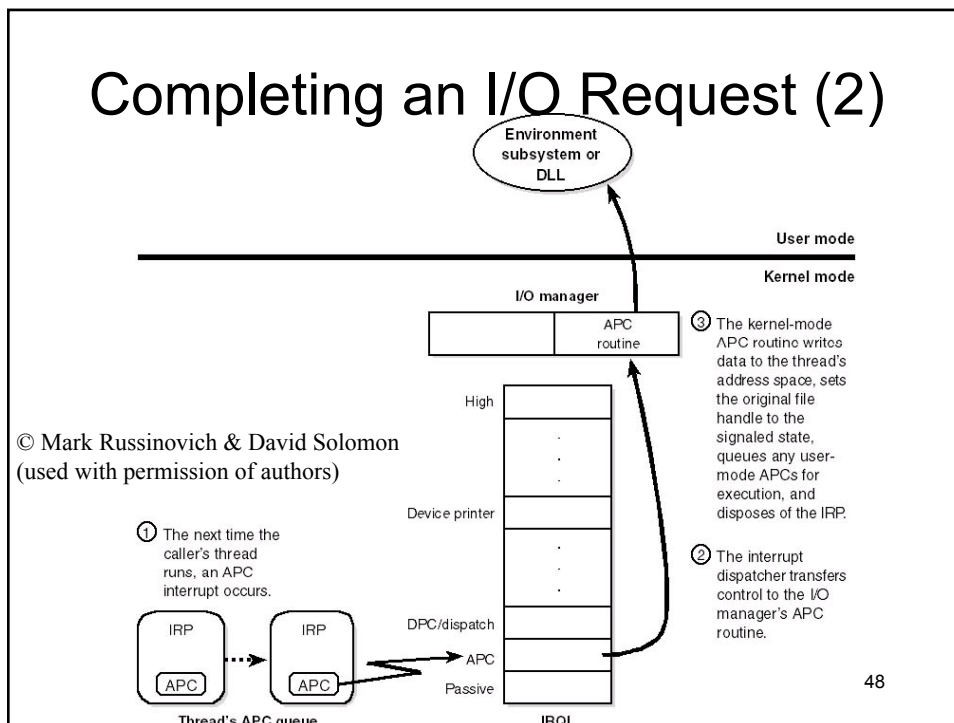 Completing an I/O Request (2)
Environment
subsystem or
DLL
User mode
Kernel mode
I/O manager
APC
routine
③ The kernel-mode
APC routine writes
data to the thread's
address space, sets
the original file
handle to the
signaled state,
queues any user-
mode APCs for
execution, and
disposes of the IRP.
High
.
.
.
© Mark Russinovich & David Solomon
(used with permission of authors)
Device printer
.
.
.
① The next time the
caller's thread
runs, an APC
interrupt occurs.
② The interrupt
dispatcher transfers
control to the I/O
manager's APC
routine.
IRP
APC
IRP
APC
DPC/dispatch
APC
Passive
Thread's APC queue
IRQL
48